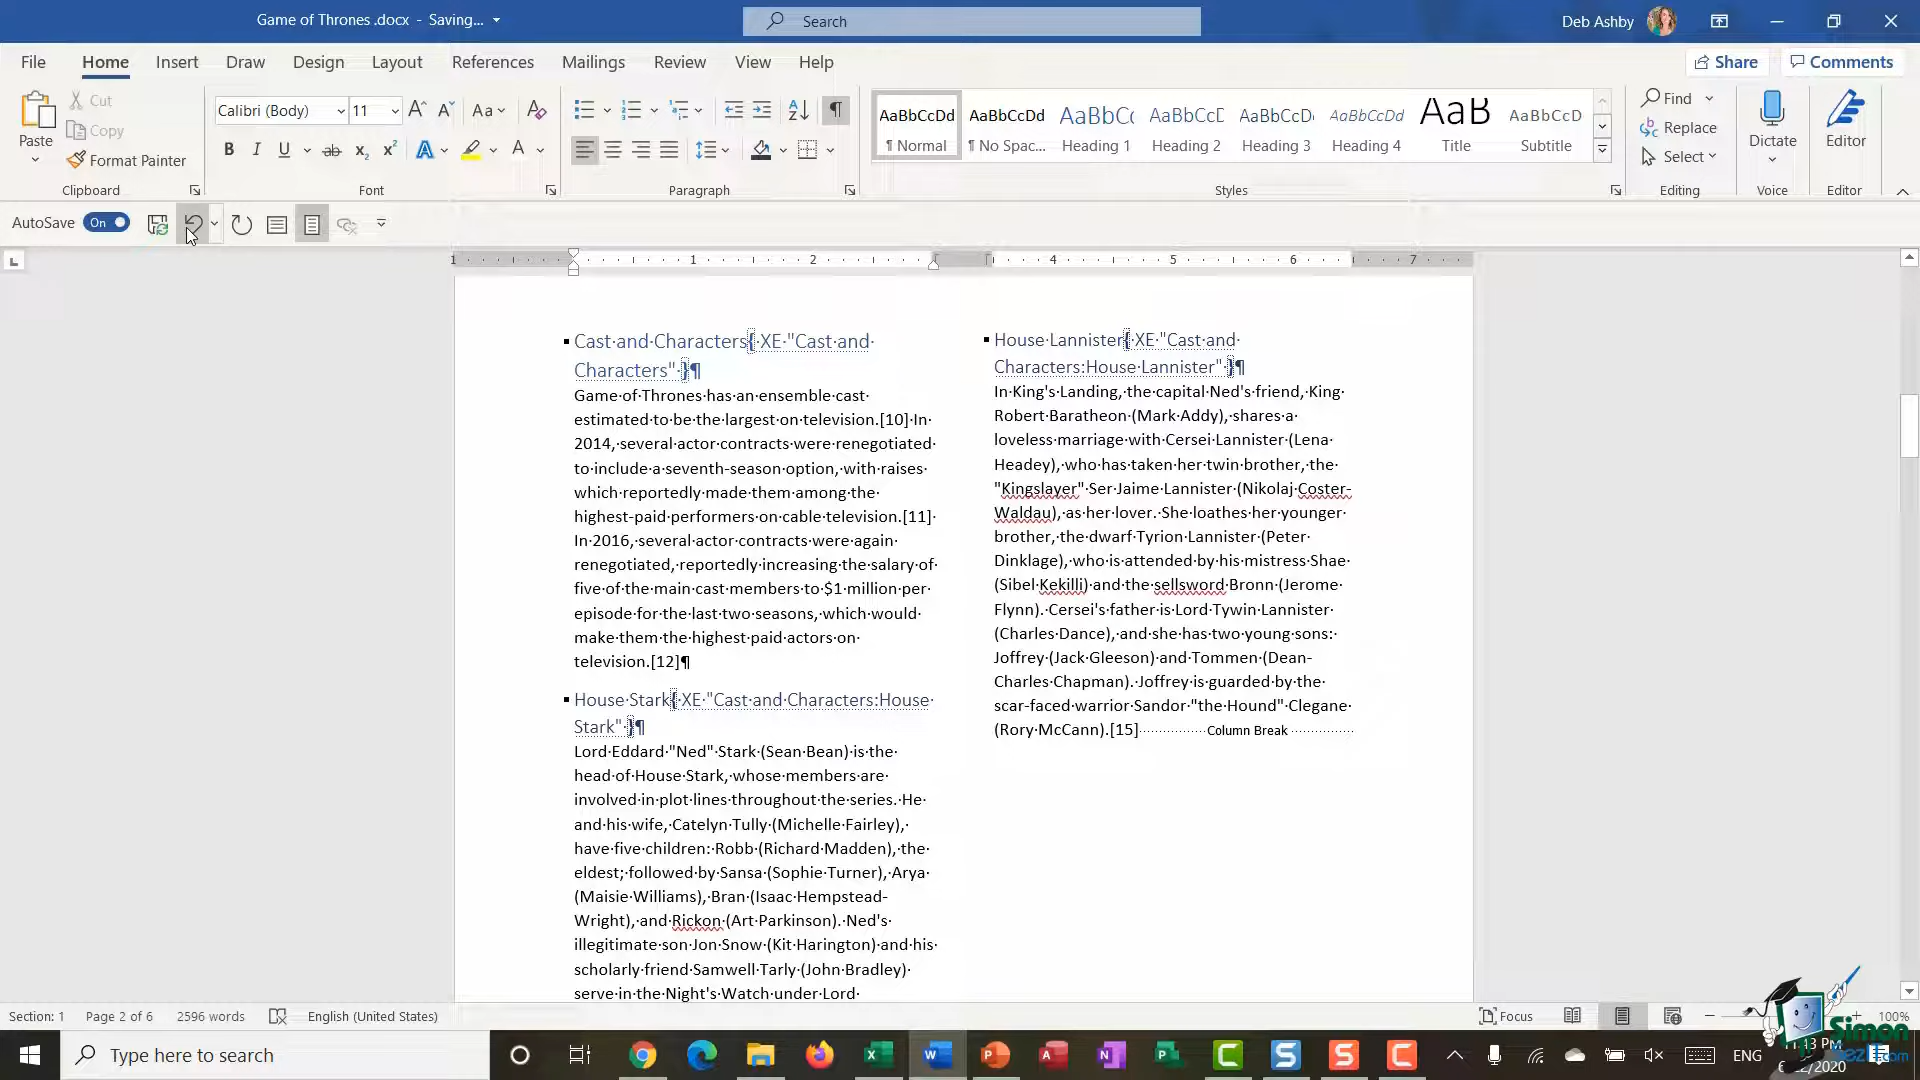 Game of Thrones .docx - Saving...
Search
Deb Ashby
File Home Insert Draw Design Layout References Mailings Review View Help
Share Comments
Paste
Cut
Copy
Format Painter
Clipboard
Calibri (Body) 11
Font
Paragraph
AaBbCcDd
¶ Normal
AaBbCcDd
¶ No Spac...
AaBbCc
Heading 1
AaBbCcD
Heading 2
AaBbCcDd
Heading 3
AaBbCcDd
Heading 4
AaB
Title
AaBbCcD
Subtitle
Styles
Find
Replace
Select
Editing
Dictate
Voice
Editor
Editor
AutoSave On
1 1 2 4 5 6 7
Cast·and·Characters{·XE·"Cast·and·
Characters"·}¶
Game·of·Thrones·has·an·ensemble·cast·
estimated·to·be·the·largest·on·television.[10]·In·
2014,·several·actor·contracts·were·renegotiated·
to·include·a·seventh-season·option,·with·raises·
which·reportedly·made·them·among·the·
highest-paid·performers·on·cable·television.[11]·
In·2016,·several·actor·contracts·were·again·
renegotiated,·reportedly·increasing·the·salary·of·
five·of·the·main·cast·members·to·$1·million·per·
episode·for·the·last·two·seasons,·which·would·
make·them·the·highest·paid·actors·on·
television.[12]¶
House·Stark{·XE·"Cast·and·Characters:House·
Stark"·}¶
Lord·Eddard·"Ned"·Stark·(Sean·Bean)·is·the·
head·of·House·Stark,·whose·members·are·
involved·in·plot·lines·throughout·the·series.·He·
and·his·wife,·Catelyn·Tully·(Michelle·Fairley),·
have·five·children:·Robb·(Richard·Madden),·the·
eldest;·followed·by·Sansa·(Sophie·Turner),·Arya·
(Maisie·Williams),·Bran·(Isaac·Hempstead-
Wright),·and·Rickon·(Art·Parkinson).·Ned's·
illegitimate·son·Jon·Snow·(Kit·Harington)·and·his·
scholarly·friend·Samwell·Tarly·(John·Bradley)·
serve·in·the·Night's·Watch·under·Lord·
House·Lannister{·XE·"Cast·and·
Characters:House·Lannister"·}¶
In·King's·Landing,·the·capital·Ned's·friend,·King·
Robert·Baratheon·(Mark·Addy),·shares·a·
loveless·marriage·with·Cersei·Lannister·(Lena·
Headey),·who·has·taken·her·twin·brother,·the·
"Kingslayer"·Ser·Jaime·Lannister·(Nikolaj·Coster-
Waldau),·as·her·lover.·She·loathes·her·younger·
brother,·the·dwarf·Tyrion·Lannister·(Peter·
Dinklage),·who·is·attended·by·his·mistress·Shae·
(Sibel·Kekilli)·and·the·sellsword·Bronn·(Jerome·
Flynn).·Cersei's·father·is·Lord·Tywin·Lannister·
(Charles·Dance),·and·she·has·two·young·sons:·
Joffrey·(Jack·Gleeson)·and·Tommen·(Dean-
Charles·Chapman).·Joffrey·is·guarded·by·the·
scar-faced·warrior·Sandor·"the·Hound"·Clegane·
(Rory·McCann).[15] Column Break
Section: 1 Page 2 of 6 2596 words English (United States)
Focus
100%
Type here to search
ENG
Simon